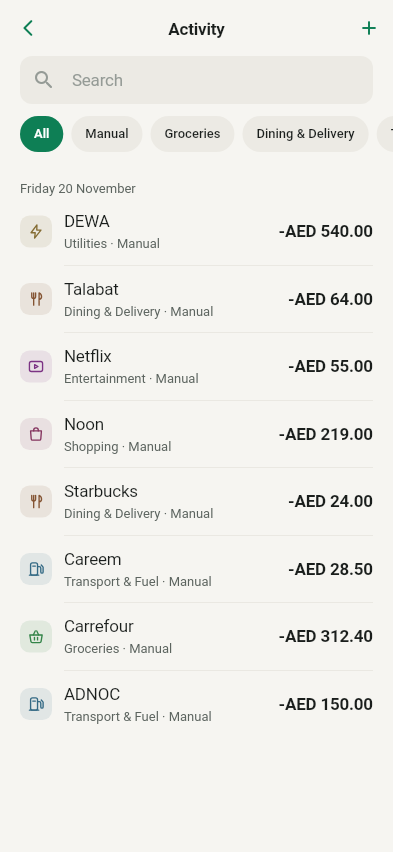 Activity
Search
All Manual Groceries Dining & Delivery
Friday 20 November
DEWA
-AED 540.00
Utilities · Manual
Talabat
-AED 64.00
Dining & Delivery · Manual
Netflix
-AED 55.00
Entertainment · Manual
Noon
-AED 219.00
Shopping · Manual
Starbucks
-AED 24.00
Dining & Delivery · Manual
Careem
-AED 28.50
Transport & Fuel · Manual
Carrefour
-AED 312.40
Groceries · Manual
ADNOC
-AED 150.00
Transport & Fuel · Manual